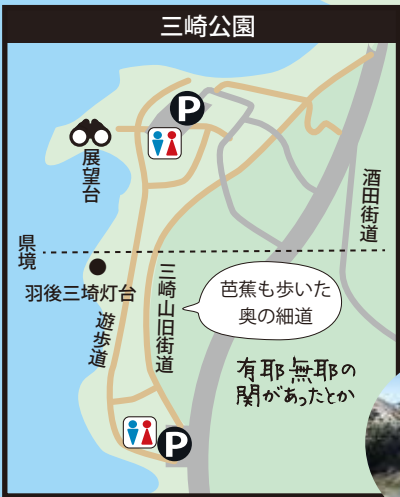 三崎公園
P
展望台
酒田街道
県境
羽後三埼灯台
三崎山旧街道
芭蕉も歩いた
奥の細道
遊歩道
有耶無耶の
関があったとか
P